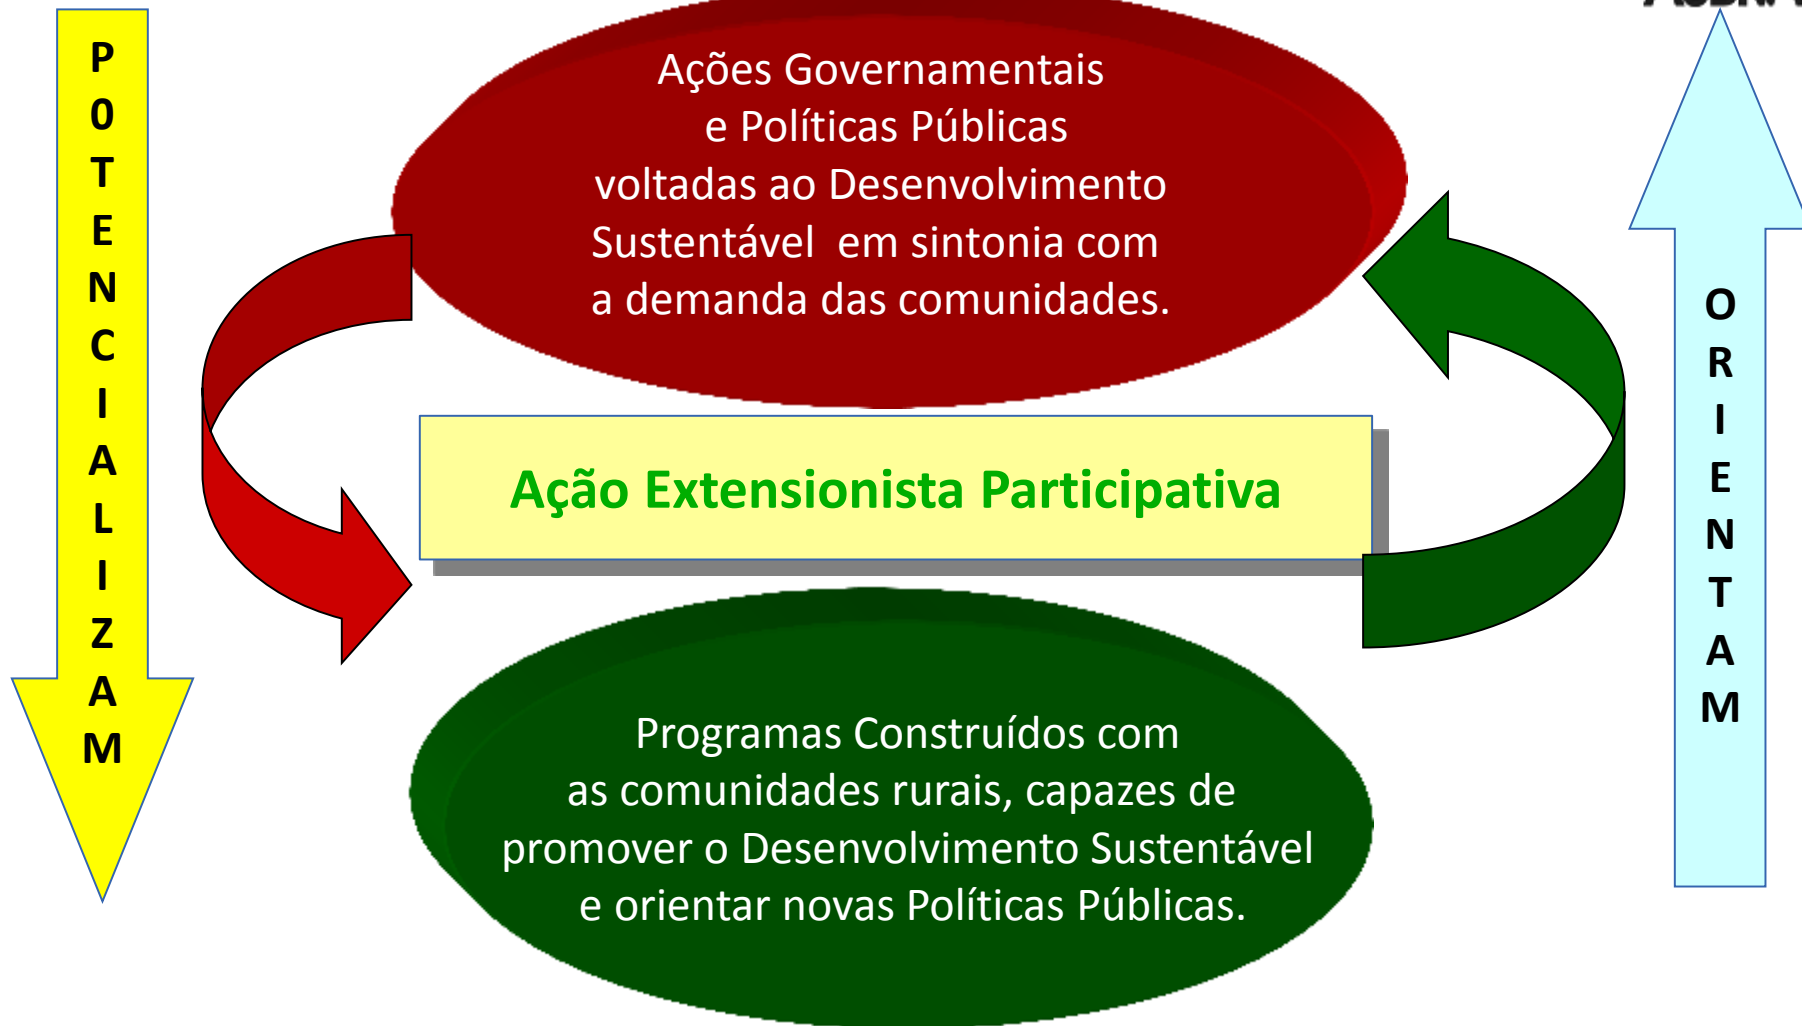 P
0
T
E
N
C
I
A
L
I
Z
A
M
Ações Governamentais
e Políticas Públicas
voltadas ao Desenvolvimento
Sustentável em sintonia com
a demanda das comunidades.
Ação Extensionista Participativa
Programas Construídos com
as comunidades rurais, capazes de
promover o Desenvolvimento Sustentável
e orientar novas Políticas Públicas.
O
R
I
E
N
T
A
M